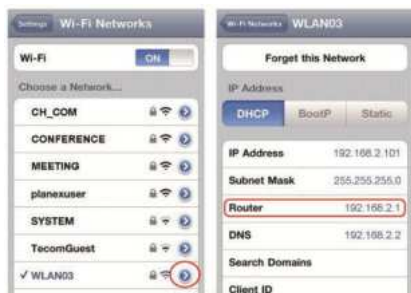 Settings
Wi-Fi Networks
Wi-Fi
ON
Choose a Network...
CH_COM
CONFERENCE
MEETING
planexuser
SYSTEM
TecomGuest
✓ WLAN03
Wi-Fi Networks
WLAN03
Forget this Network
IP Address
DHCP
BootP
Static
IP Address 192.168.2.101
Subnet Mask 255.255.255.0
Router 192.168.2.1
DNS 192.168.2.2
Search Domains
Client ID